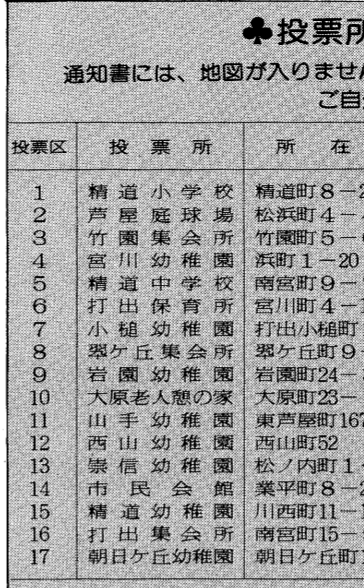 ♣投票所
通知書には、地図が入りません
ご自
投票区 投票所 所在
1 精道小学校 精道町8－2
2 芦屋庭球場 松浜町4－
3 竹園集会所 竹園町5－
4 宮川幼稚園 浜町1－20
5 精道中学校 南宮町9－
6 打出保育所 宮川町4－
7 小槌幼稚園 打出小槌町
8 翠ケ丘集会所 翠ケ丘町9
9 岩園幼稚園 岩園町24－
10 大原老人憩の家 大原町23－
11 山手幼稚園 東芦屋町167
12 西山幼稚園 西山町52
13 崇信幼稚園 松ノ内町1
14 市民会館 業平町8－2
15 精道幼稚園 川西町11－1
16 打出集会所 南宮町15－
17 朝日ケ丘幼稚園 朝日ケ丘町